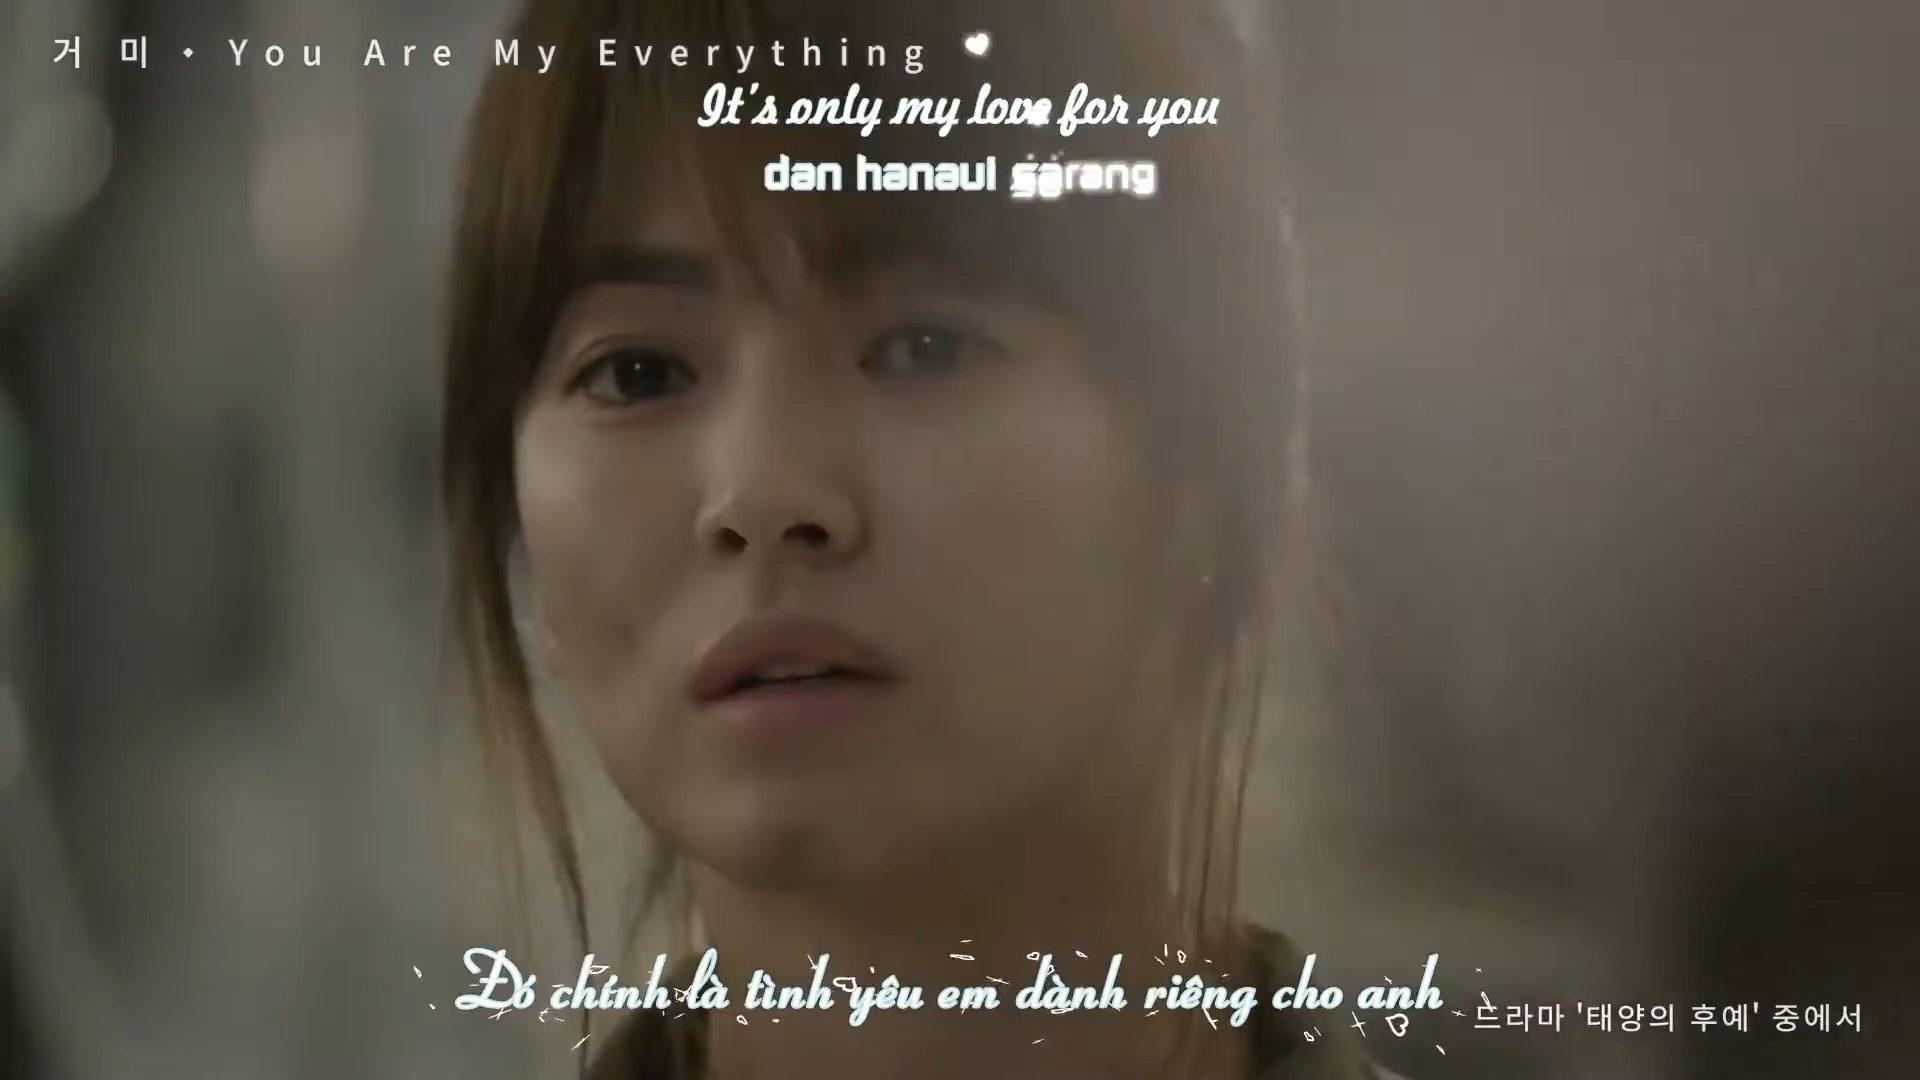 거 미 • You Are My Everything
It's only my love for you
dan hanaui sarang
Đó chính là tình yêu em dành riêng cho anh
드라마 '태양의 후예' 중에서